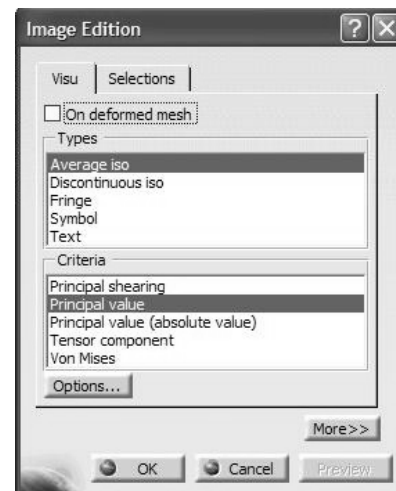 Image Edition
?
X
Visu
Selections
On deformed mesh
Types
Average iso
Discontinuous iso
Fringe
Symbol
Text
Criteria
Principal shearing
Principal value
Principal value (absolute value)
Tensor component
Von Mises
Options...
More>>
OK
Cancel
Preview